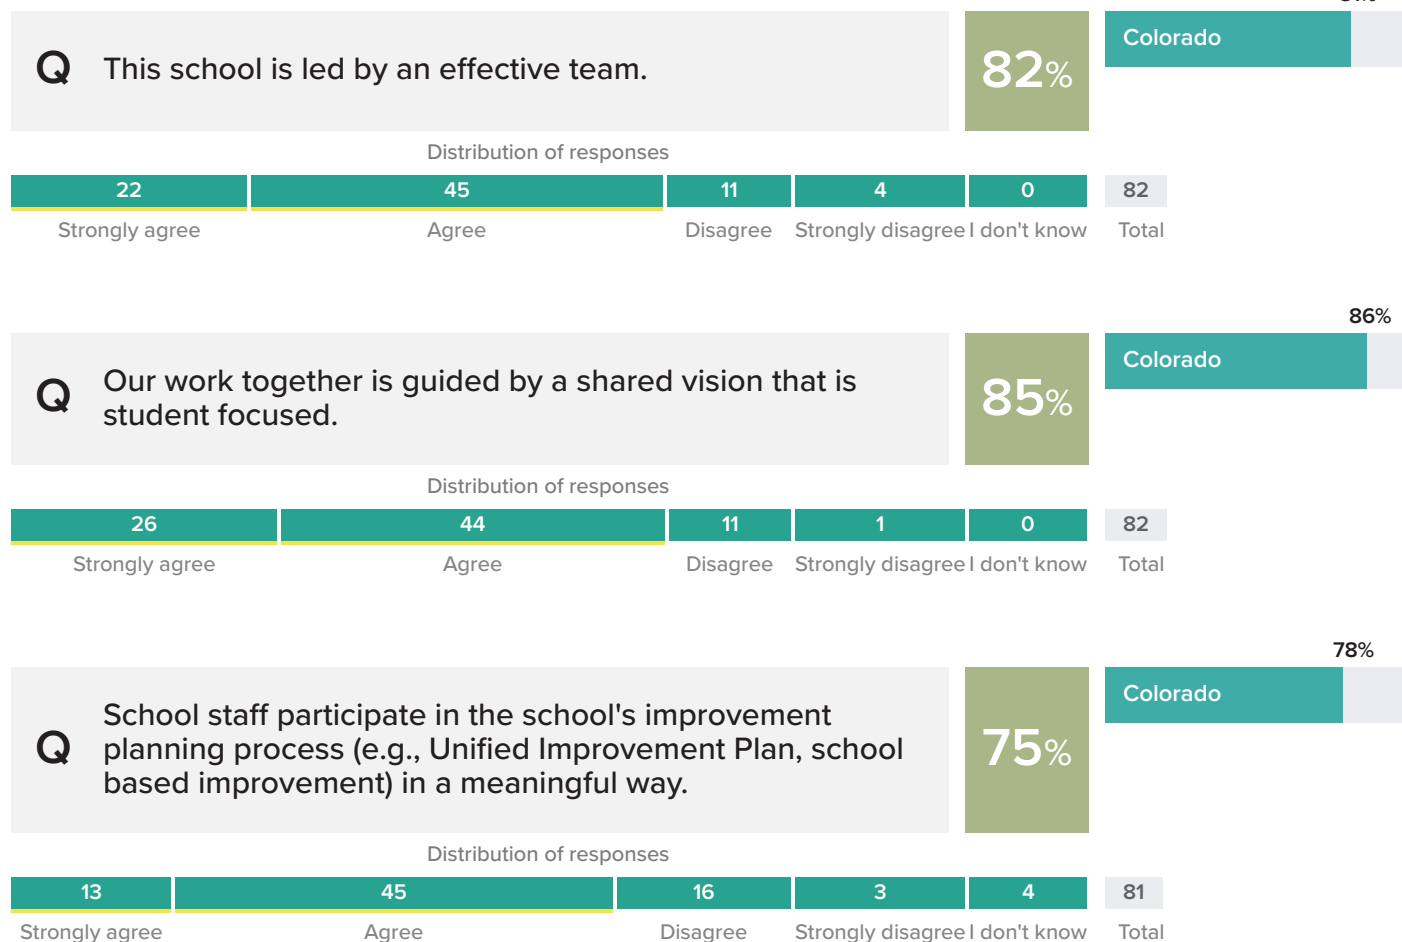 Q This school is led by an effective team.
82%
Colorado
Distribution of responses
22 45 11 4 0 82
Strongly agree Agree Disagree Strongly disagree I don't know Total
86%
Q Our work together is guided by a shared vision that is
student focused.
85%
Colorado
Distribution of responses
26 44 11 1 0 82
Strongly agree Agree Disagree Strongly disagree I don't know Total
78%
Q School staff participate in the school's improvement
planning process (e.g., Unified Improvement Plan, school
based improvement) in a meaningful way.
75%
Colorado
Distribution of responses
13 45 16 3 4 81
Strongly agree Agree Disagree Strongly disagree I don't know Total